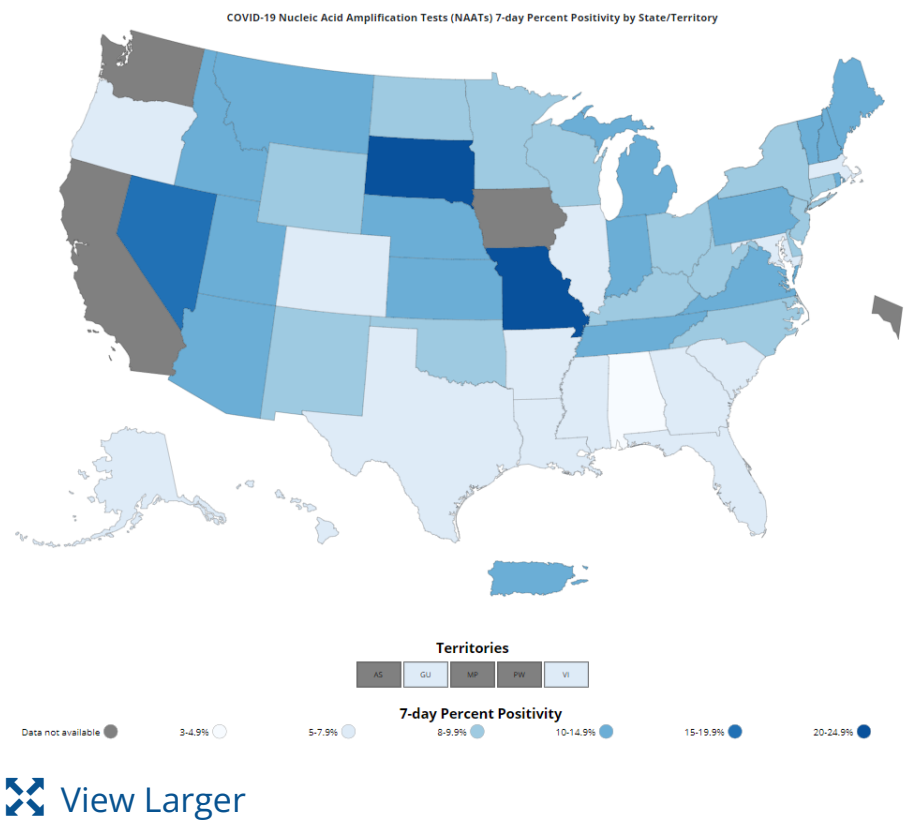 COVID-19 Nucleic Acid Amplification Tests (NAATs) 7-day Percent Positivity by State/Territory
Territories
AS GU MP PW VI
7-day Percent Positivity
Data not available 3-4.9% 5-7.9% 8-9.9% 10-14.9% 15-19.9% 20-24.9%
View Larger